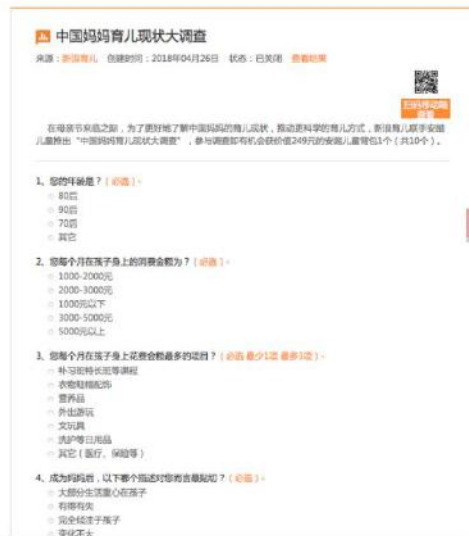 中国妈妈育儿现状大调查
来源：新浪育儿 创建时间：2018年04月26日 状态：已关闭 查看结果
扫码移动端
查看
在母亲节来临之际，为了更好地了解中国妈妈的育儿现状，推动更科学的育儿方式，新浪育儿联手安踏
儿童推出“中国妈妈育儿现状大调查”，参与调查即有机会获价值249元的安踏儿童背包1个（共10个）。
1、您的年龄是？（必选）
80后
90后
70后
其它
2、您每个月在孩子身上的消费金额为？（必选）
1000-2000元
2000-3000元
1000元以下
3000-5000元
5000元以上
3、您每个月在孩子身上花费金额最多的项目？（必选 最少1项 最多3项）
补习班特长班等课程
衣物鞋帽配饰
营养品
外出游玩
文玩具
洗护等日用品
其它（医疗、保险等）
4、成为妈妈后，以下哪个描述对您而言最贴切？（必选）
大部分生活重心在孩子
有得有失
完全倾注于孩子
变化不大